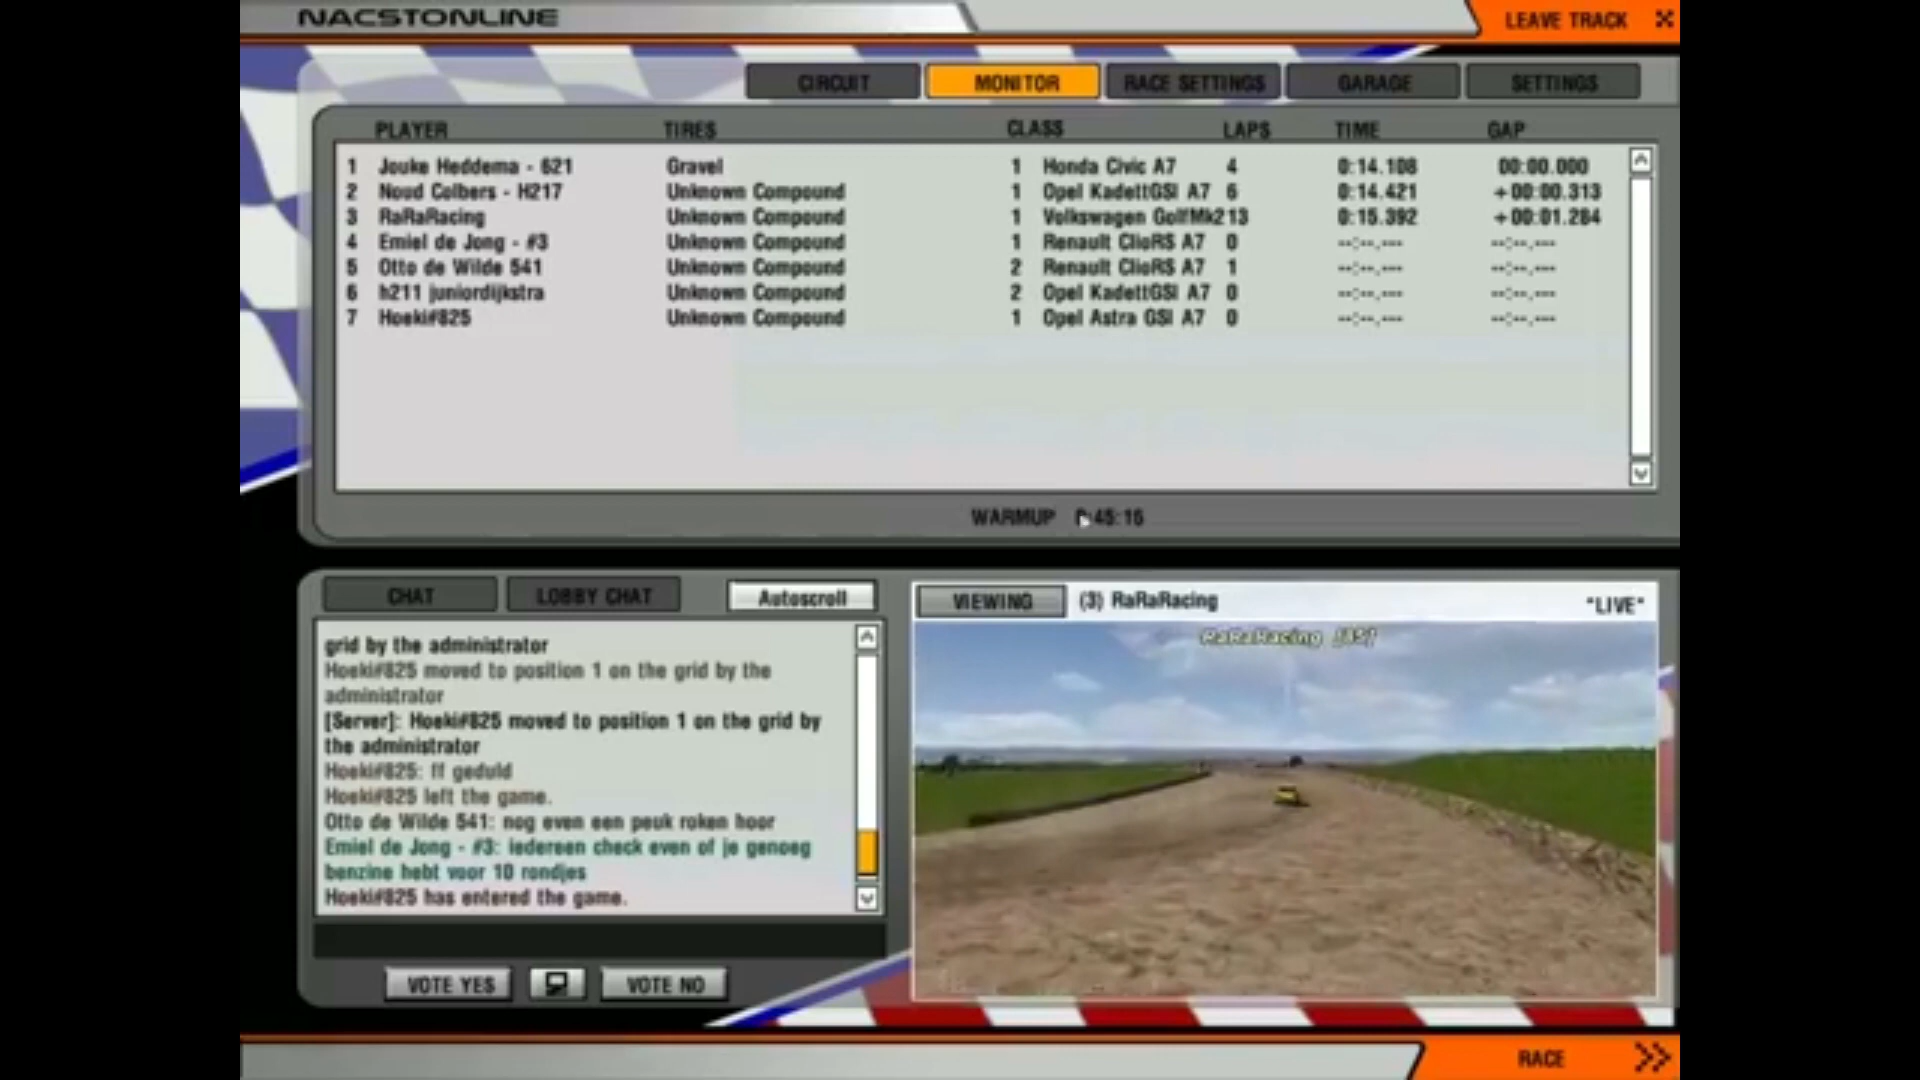 NACSTONLINE
LEAVE TRACK
CIRCUIT MONITOR RACE SETTINGS GARAGE SETTINGS
PLAYER TIRES CLASS LAPS TIME GAP
1 Jouke Heddema - 621 Gravel 1 Honda Civic A7 4 0:14.108 00:00.000
2 Noud Colbers - H217 Unknown Compound 1 Opel KadettGSI A7 6 0:14.421 +00:00.313
3 RaRaRacing Unknown Compound 1 Volkswagen GolfMk2 13 0:15.392 +00:01.284
4 Emiel de Jong - #3 Unknown Compound 1 Renault ClioRS A7 0 --:--.--- --:--.---
5 Otto de Wilde 541 Unknown Compound 2 Renault ClioRS A7 1 --:--.--- --:--.---
6 h211 juniordijkstra Unknown Compound 2 Opel KadettGSI A7 0 --:--.--- --:--.---
7 Hoeki#825 Unknown Compound 1 Opel Astra GSI A7 0 --:--.--- --:--.---
WARMUP 0:45:16
CHAT LOBBY CHAT Autoscroll
grid by the administrator
Hoeki#825 moved to position 1 on the grid by the
administrator
[Server]: Hoeki#825 moved to position 1 on the grid by
the administrator
Hoeki#825: ff geduld
Hoeki#825 left the game.
Otto de Wilde 541: nog even een peuk roken hoor
Emiel de Jong - #3: iedereen check even of je genoeg
benzine hebt voor 10 rondjes
Hoeki#825 has entered the game.
VOTE YES VOTE NO
VIEWING (3) RaRaRacing "LIVE"
RaRaRacing [35]
RACE